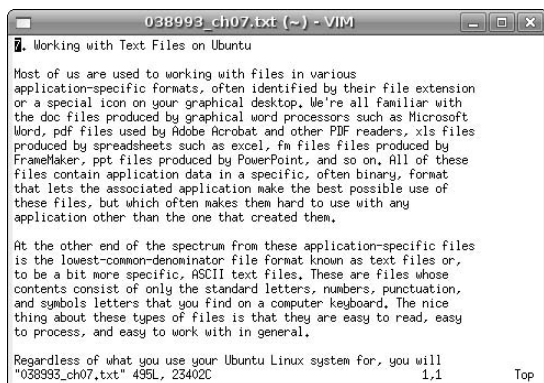 038993_ch07.txt (~) - VIM
7. Working with Text Files on Ubuntu
Most of us are used to working with files in various
application-specific formats, often identified by their file extension
or a special icon on your graphical desktop. We're all familiar with
the doc files produced by graphical word processors such as Microsoft
Word, pdf files used by Adobe Acrobat and other PDF readers, xls files
produced by spreadsheets such as excel, fm files files produced by
FrameMaker, ppt files produced by PowerPoint, and so on. All of these
files contain application data in a specific, often binary, format
that lets the associated application make the best possible use of
these files, but which often makes them hard to use with any
application other than the one that created them.
At the other end of the spectrum from these application-specific files
is the lowest-common-denominator file format known as text files or,
to be a bit more specific, ASCII text files. These are files whose
contents consist of only the standard letters, numbers, punctuation,
and symbols letters that you find on a computer keyboard. The nice
thing about these types of files is that they are easy to read, easy
to process, and easy to work with in general.
Regardless of what you use your Ubuntu Linux system for, you will
"038993_ch07.txt" 495L, 23402C 1,1 Top